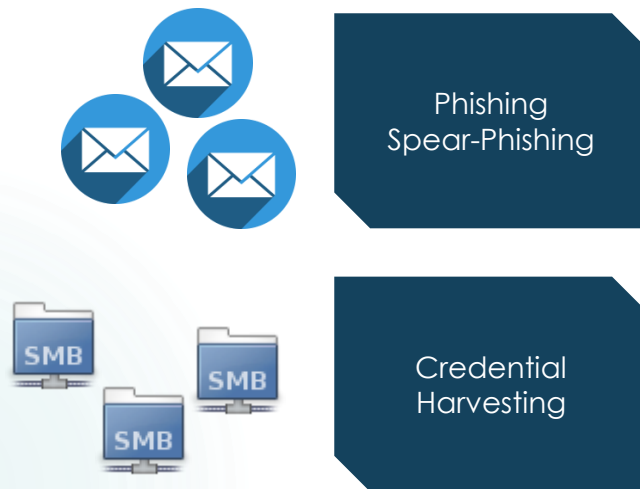 Phishing
Spear-Phishing
SMB
SMB
SMB
Credential
Harvesting